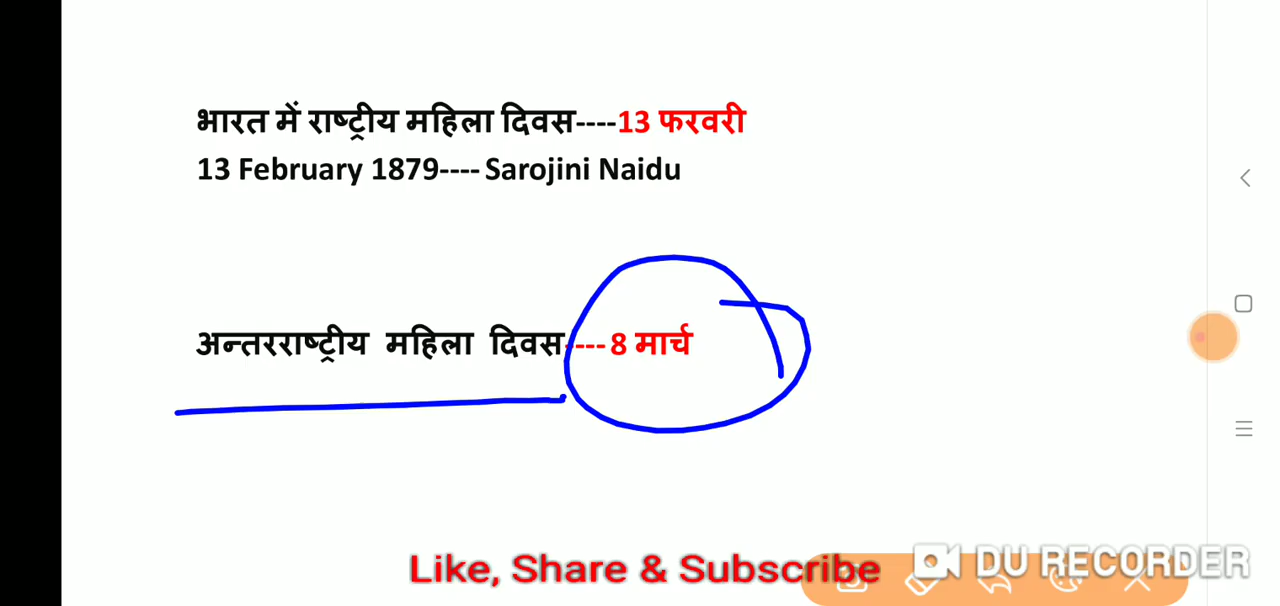 भारत में राष्ट्रीय महिला दिवस----13 फरवरी
13 February 1879---- Sarojini Naidu
अन्तरराष्ट्रीय महिला दिवस----8 मार्च
Like, Share & Subscribe
DU RECORDER